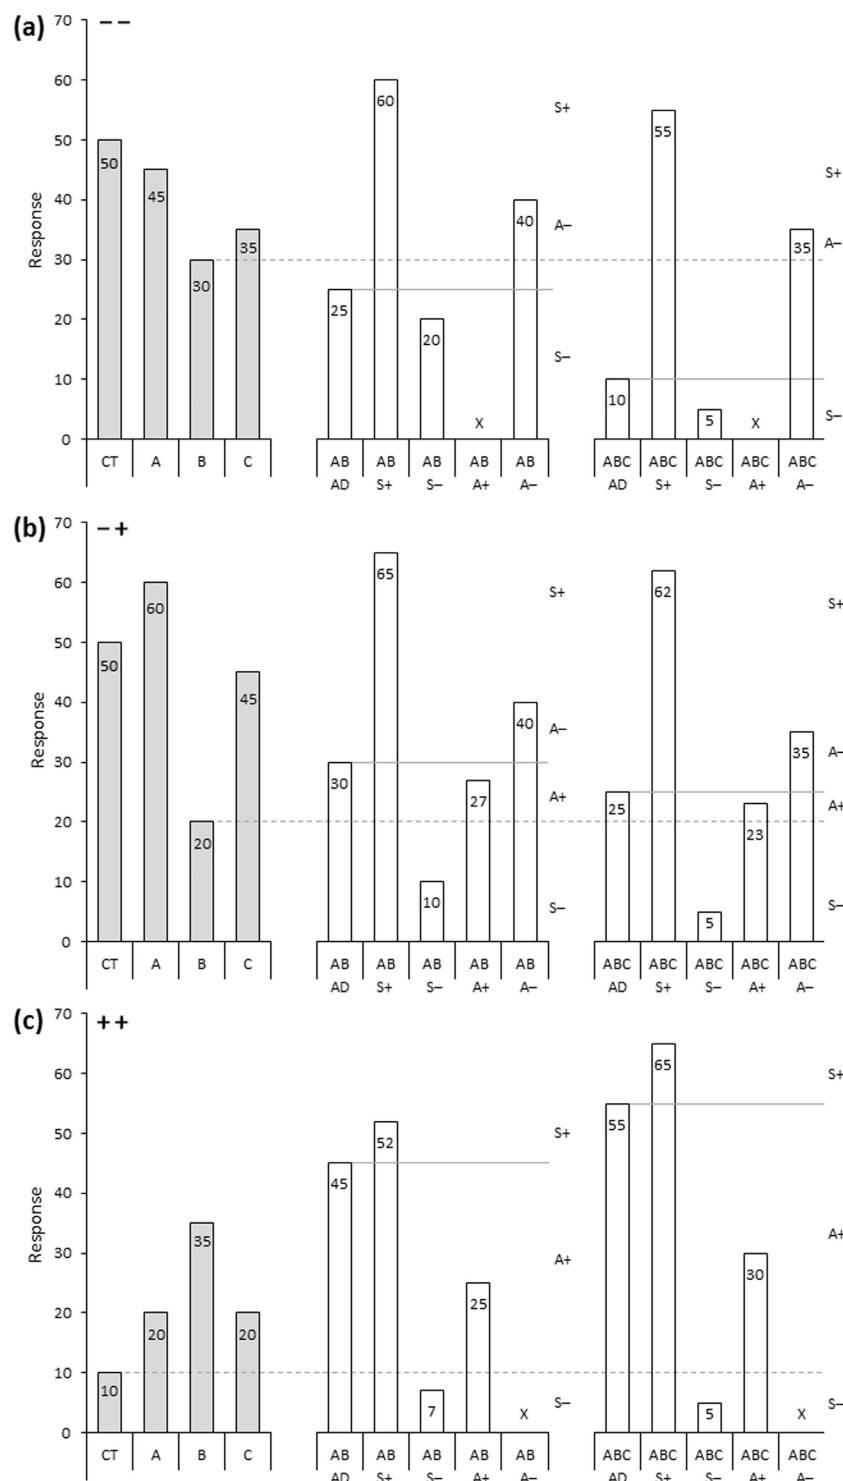 (a)
− −
70
60
50
40
30
20
10
0
Response
50
45
30
35
25
60
20
X
40
10
55
5
X
35
S+
A−
S−
S+
A−
S−
CT A B C AB AB AB AB AB ABC ABC ABC ABC ABC
AD S+ S− A+ A− AD S+ S− A+ A−
(b)
− +
70
60
50
40
30
20
10
0
Response
50
60
20
45
30
65
10
27
40
25
62
5
23
35
S+
A−
A+
S−
S+
A−
A+
S−
CT A B C AB AB AB AB AB ABC ABC ABC ABC ABC
AD S+ S− A+ A− AD S+ S− A+ A−
(c)
+ +
70
60
50
40
30
20
10
0
Response
10
20
35
20
45
52
7
25
X
55
65
5
30
X
S+
A+
S−
S+
A+
S−
CT A B C AB AB AB AB AB ABC ABC ABC ABC ABC
AD S+ S− A+ A− AD S+ S− A+ A−